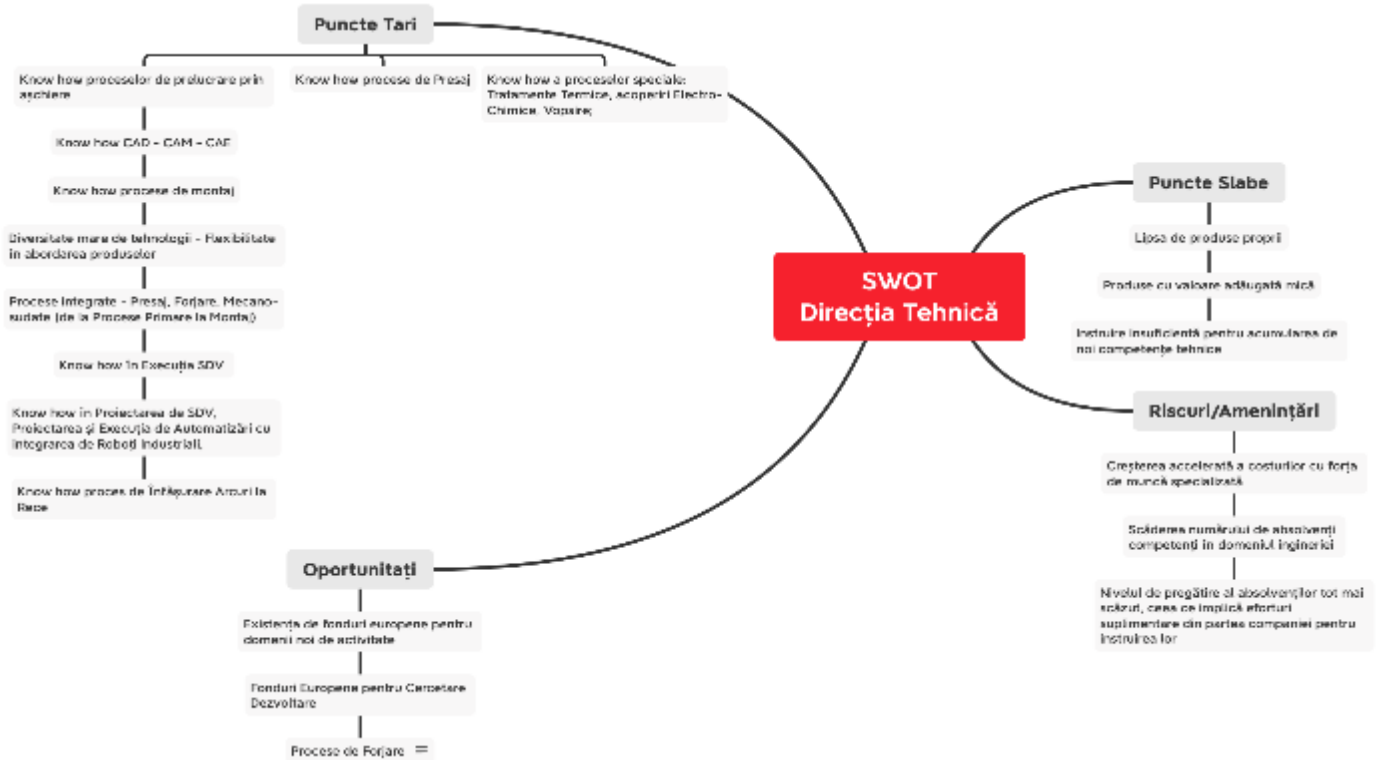 Puncte Tari
Know how proceselor de prelucrare prin
așchiere
Know how procese de Presaj
Know how a proceselor speciale:
Tratamente Termice, acoperiri Electro-
Chimice, Vopsire;
Know how CAD - CAM - CAE
Know how procese de montaj
Diversitate mare de tehnologii - Flexibilitate
în abordarea produselor
Procese Integrate - Presaj, Forjare, Mecano-
sudate (de la Procese Primare la Montaj)
Know how în Execuția SDV
Know how in Proiectarea de SDV,
Proiectarea și Execuția de Automatizări cu
Integrarea de Roboți Industriali.
Know how proces de Înfășurare Arcuri la
Rece
SWOT
Direcția Tehnică
Puncte Slabe
Lipsa de produse proprii
Produse cu valoare adăugată mică
Instruire insuficientă pentru acumularea de
noi competențe tehnice
Riscuri/Amenințări
Creșterea accelerată a costurilor cu forța
de muncă specializată
Scăderea numărului de absolvenți
competenți in domeniul ingineriei
Nivelul de pregătire al absolvenților tot mai
scăzut, ceea ce implică eforturi
suplimentare din partea companiei pentru
instruirea lor
Oportunitați
Existența de fonduri europene pentru
domenii noi de activitate
Fonduri Europene pentru Cercetare
Dezvoltare
Procese de Forjare